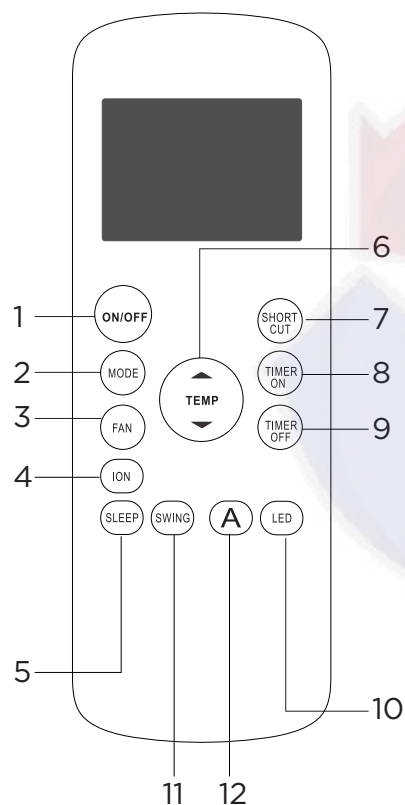 6
1
ON/OFF
SHORT
CUT
7
2
MODE
TEMP
TIMER
ON
8
3
FAN
TIMER
OFF
9
4
ION
SLEEP
SWING
A
LED
5
10
11
12